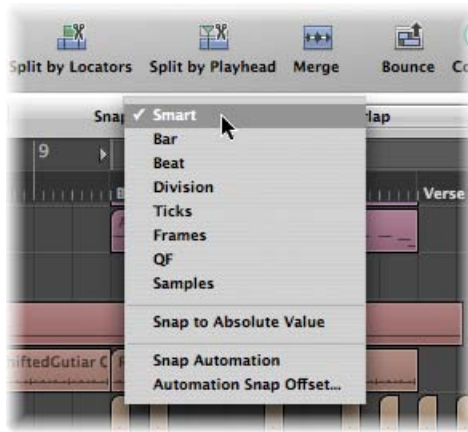 Split by Locators Split by Playhead Merge Bounce
Snap
✓ Smart
Bar
Beat
Division
Ticks
Frames
QF
Samples
Snap to Absolute Value
Snap Automation
Automation Snap Offset...
9
Verse